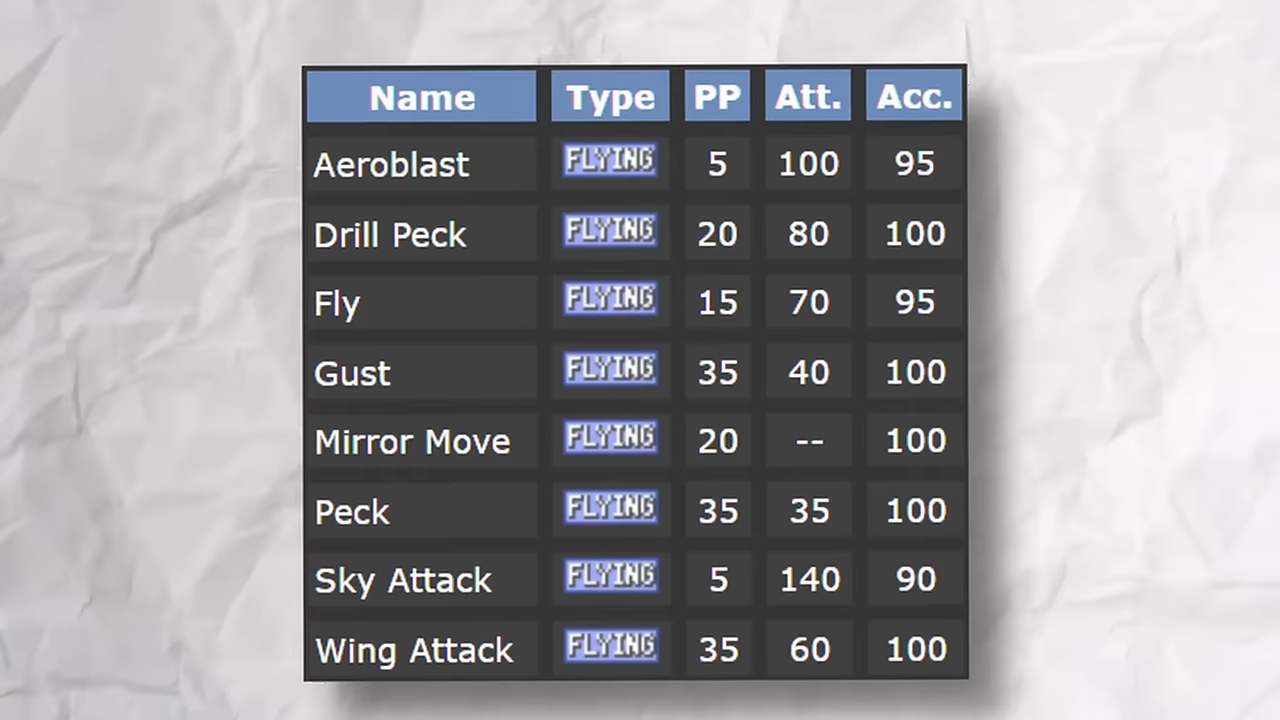 Name Type PP Att. Acc.
Aeroblast FLYING 5 100 95
Drill Peck FLYING 20 80 100
Fly FLYING 15 70 95
Gust FLYING 35 40 100
Mirror Move FLYING 20 -- 100
Peck FLYING 35 35 100
Sky Attack FLYING 5 140 90
Wing Attack FLYING 35 60 100